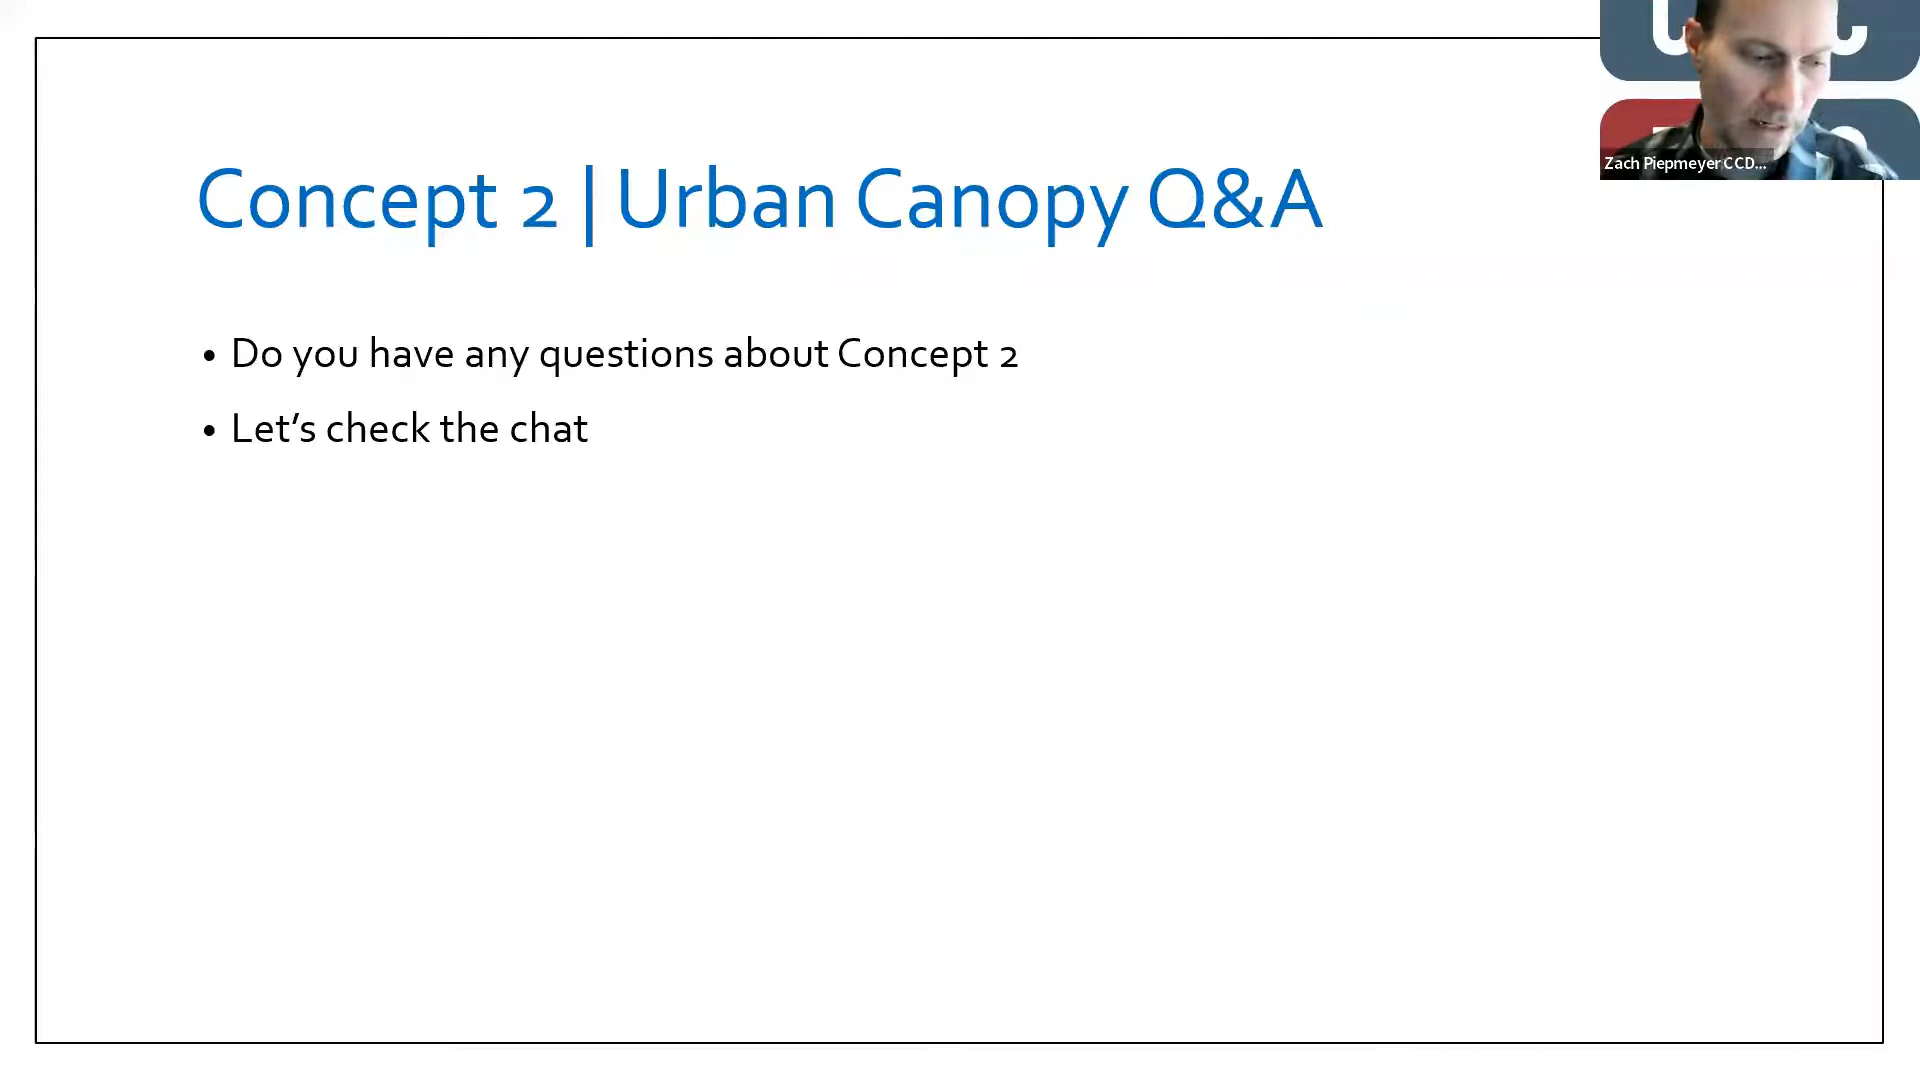 Concept 2 | Urban Canopy Q&A
Zach Piepmeyer CCD...
• Do you have any questions about Concept 2
• Let’s check the chat